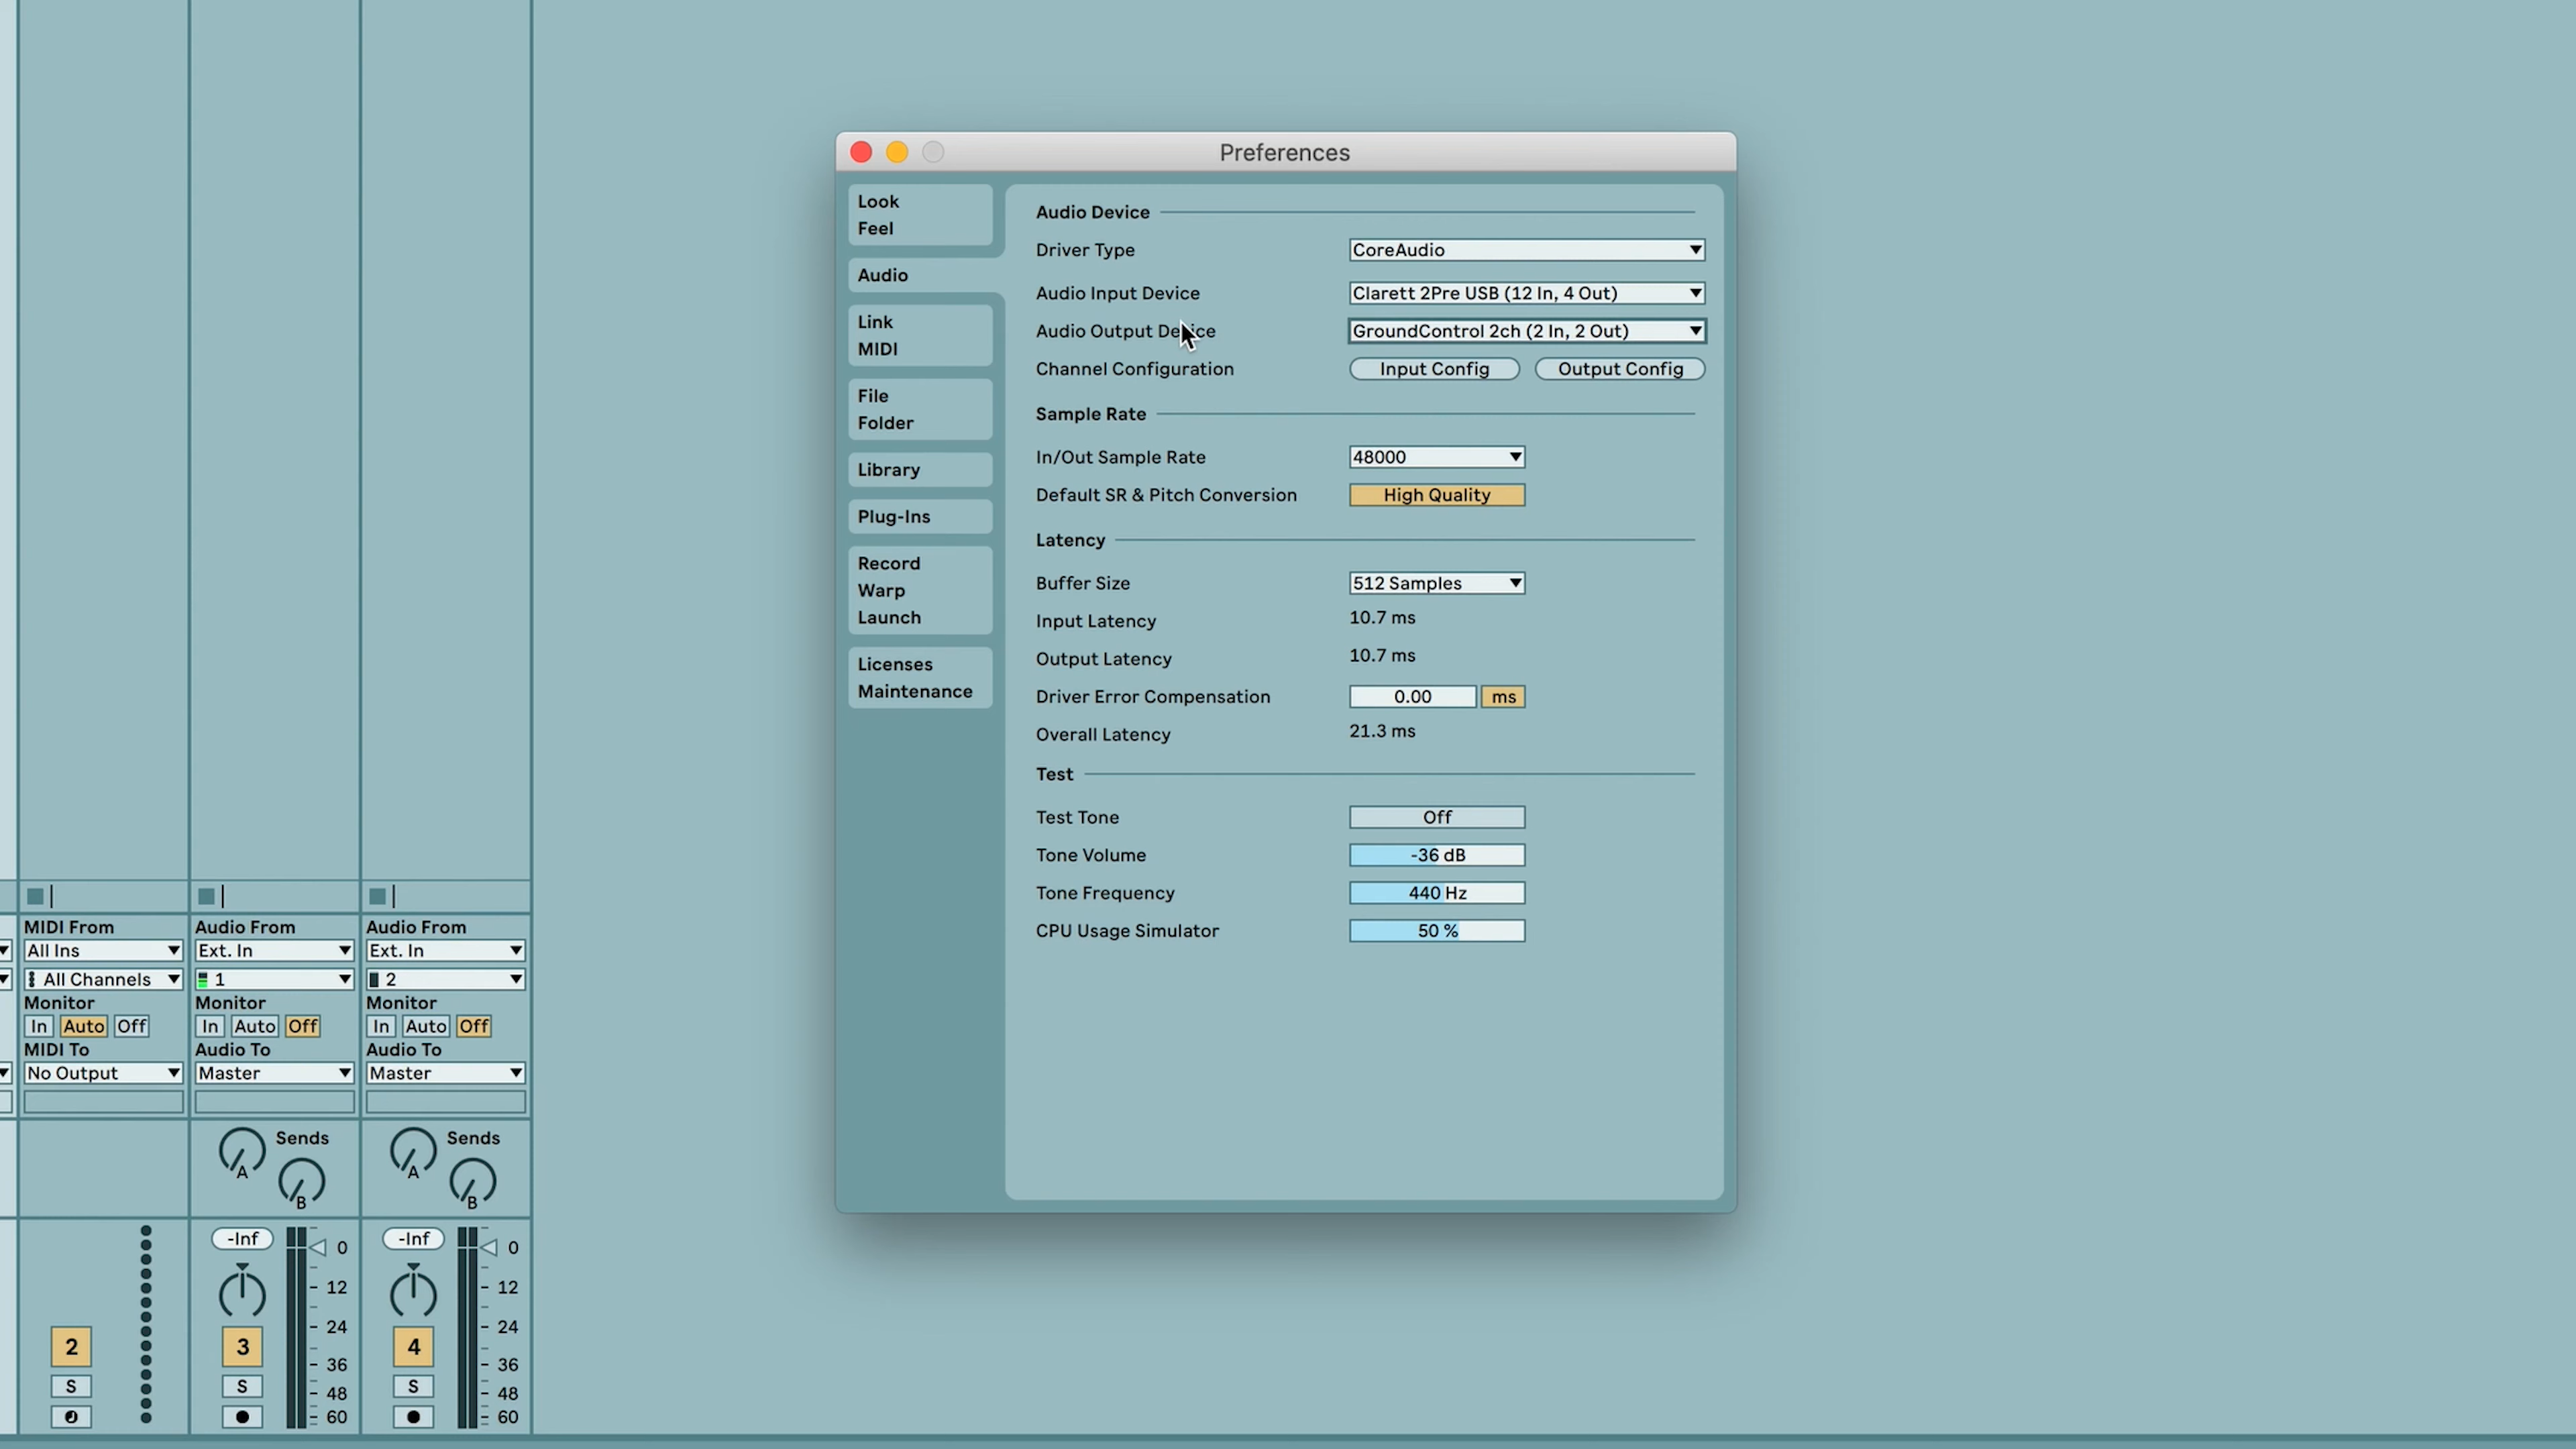 Preferences
Look
Feel
Audio
Link
MIDI
File
Folder
Library
Plug-Ins
Record
Warp
Launch
Licenses
Maintenance
Audio Device
Driver Type CoreAudio
Audio Input Device Clarett 2Pre USB (12 In, 4 Out)
Audio Output Device GroundControl 2ch (2 In, 2 Out)
Channel Configuration Input Config Output Config
Sample Rate
In/Out Sample Rate 48000
Default SR & Pitch Conversion High Quality
Latency
Buffer Size 512 Samples
Input Latency 10.7 ms
Output Latency 10.7 ms
Driver Error Compensation 0.00 ms
Overall Latency 21.3 ms
Test
Test Tone Off
Tone Volume -36 dB
Tone Frequency 440 Hz
CPU Usage Simulator 50 %
MIDI From Audio From Audio From
All Ins Ext. In Ext. In
All Channels 1 2
Monitor Monitor Monitor
In Auto Off In Auto Off In Auto Off
MIDI To Audio To Audio To
No Output Master Master
Sends Sends
A A
B B
-Inf 0 -Inf 0
12 12
24 24
2 3 4
36 36
S S S
48 48
60 60